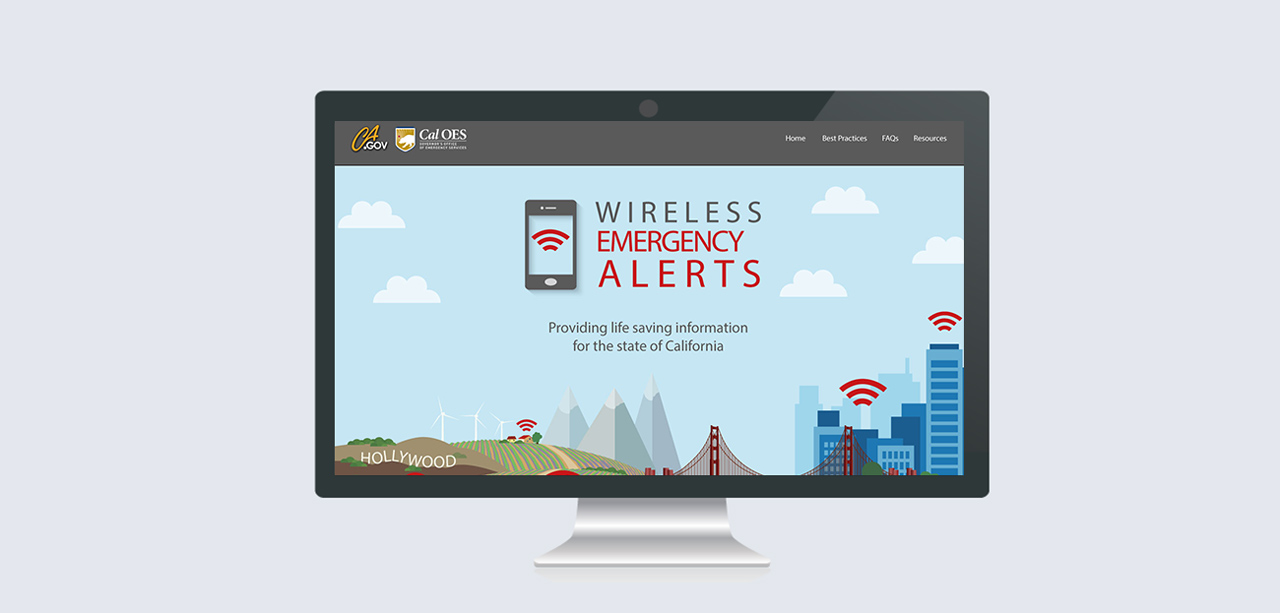 CA
.GOV
Cal OES
GOVERNOR'S OFFICE
OF EMERGENCY SERVICES
Home Best Practices FAQs Resources
WIRELESS
EMERGENCY
ALERTS
Providing life saving information
for the state of California
HOLLYWOOD